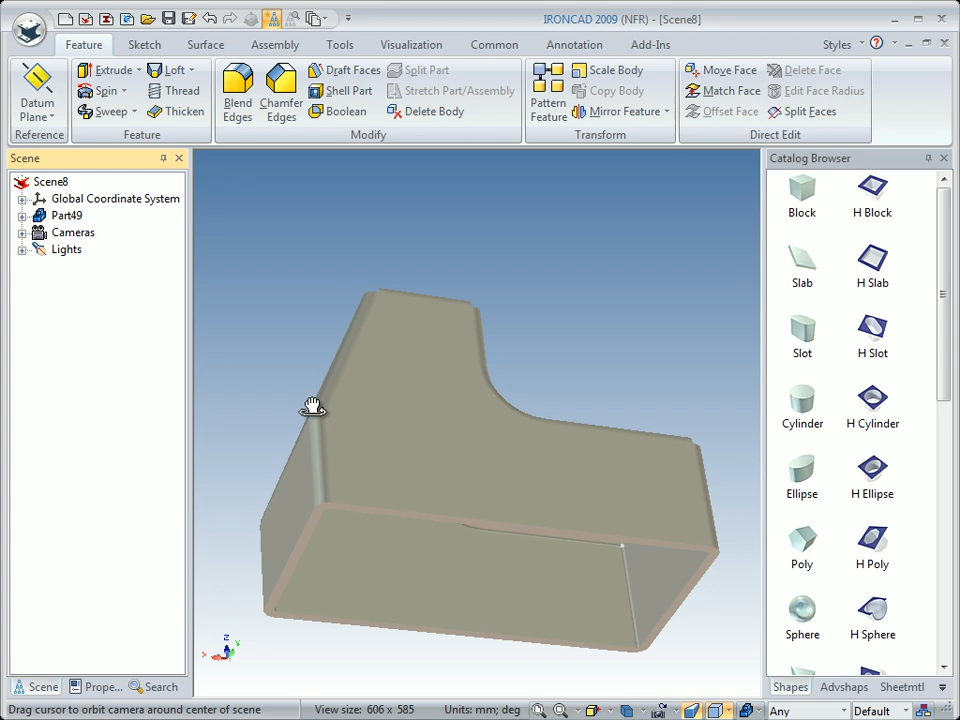 IRONCAD 2009 (NFR) - [Scene8]
Feature Sketch Surface Assembly Tools Visualization Common Annotation Add-Ins Styles
Datum Plane
Reference
Extrude Loft
Spin Thread
Sweep Thicken
Feature
Blend Edges
Chamfer Edges
Draft Faces Split Part
Shell Part Stretch Part/Assembly
Boolean Delete Body
Modify
Pattern Feature
Scale Body
Copy Body
Mirror Feature
Transform
Move Face Delete Face
Match Face Edit Face Radius
Offset Face Split Faces
Direct Edit
Scene
Scene8
Global Coordinate System
Part49
Cameras
Lights
Z
Y
X
Catalog Browser
Block H Block
Slab H Slab
Slot H Slot
Cylinder H Cylinder
Ellipse H Ellipse
Poly H Poly
Sphere H Sphere
Scene Prope... Search
Shapes Advshaps Sheetmtl
Drag cursor to orbit camera around center of scene View size: 606 x 585 Units: mm; deg Any Default